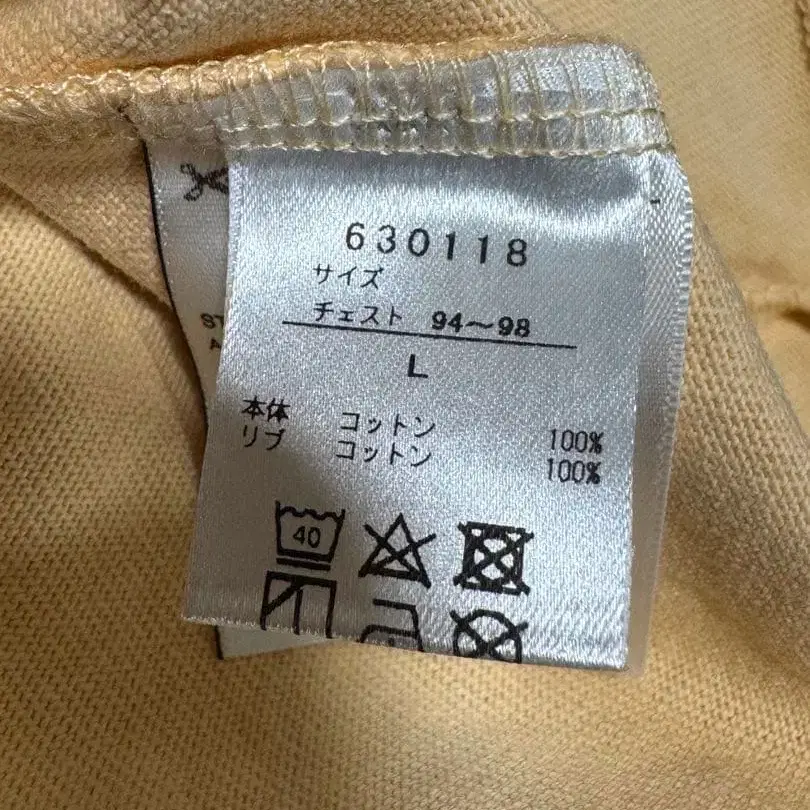 630118
サイズ
チェスト 94～98
L
本体 コットン 100%
リブ コットン 100%
40
ST
A